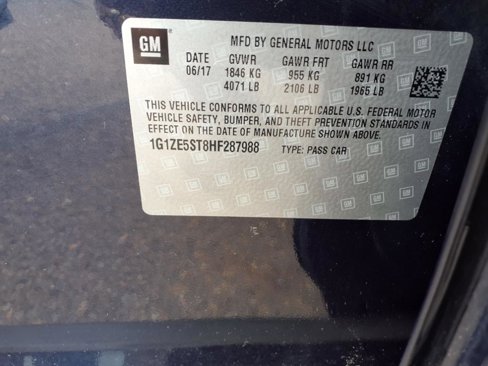 GM
MFD BY GENERAL MOTORS LLC
DATE GVWR GAWR FRT GAWR RR
06/17 1846 KG 955 KG 891 KG
4071 LB 2106 LB 1965 LB
THIS VEHICLE CONFORMS TO ALL APPLICABLE U.S. FEDERAL MOTOR
VEHICLE SAFETY, BUMPER, AND THEFT PREVENTION STANDARDS IN
EFFECT ON THE DATE OF MANUFACTURE SHOWN ABOVE.
1G1ZE5ST8HF287988 TYPE: PASS CAR